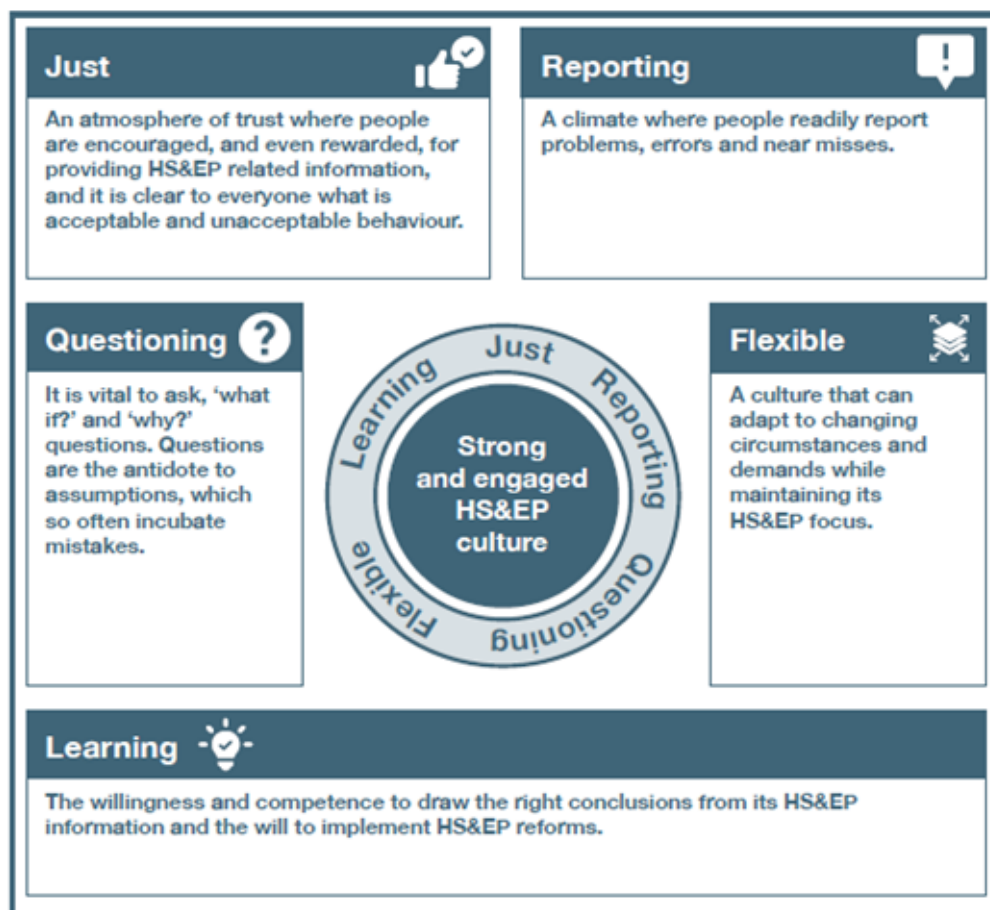 Just
An atmosphere of trust where people
are encouraged, and even rewarded, for
providing HS&EP related information,
and it is clear to everyone what is
acceptable and unacceptable behaviour.
Reporting
A climate where people readily report
problems, errors and near misses.
Questioning
?
It is vital to ask, ‘what
if?’ and ‘why?’
questions. Questions
are the antidote to
assumptions, which
so often incubate
mistakes.
Just
Reporting
Questioning
Flexible
Learning
Strong
and engaged
HS&EP
culture
Flexible
A culture that can
adapt to changing
circumstances and
demands while
maintaining its
HS&EP focus.
Learning
The willingness and competence to draw the right conclusions from its HS&EP
information and the will to implement HS&EP reforms.